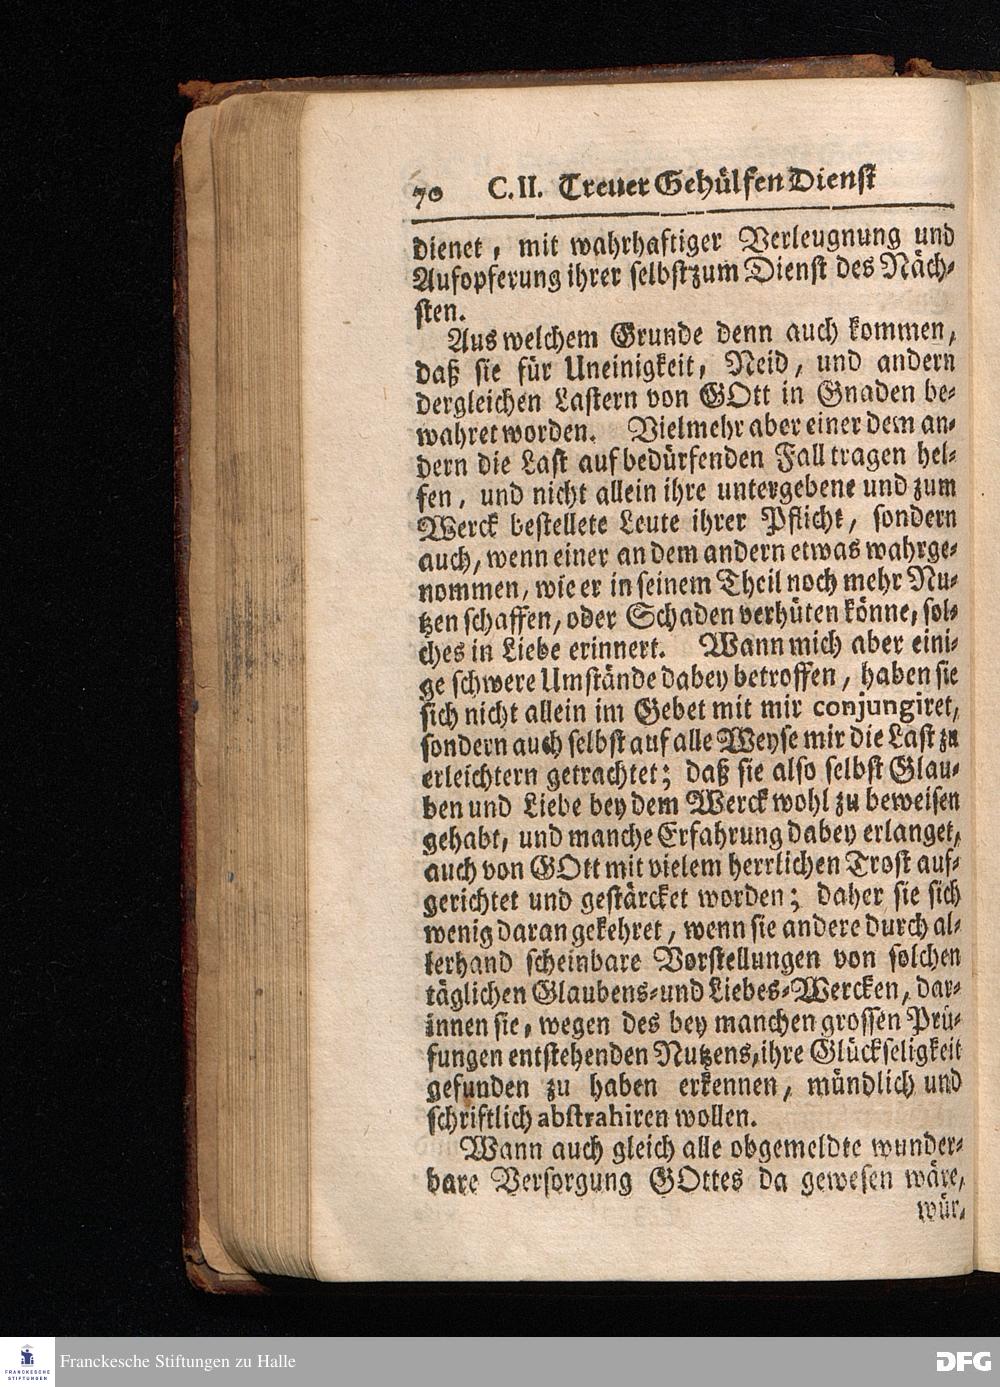 70 C. II. Treuer Gehülfen Dienst
dienet, mit wahrhaftiger Verleugnung und
Aufopferung ihrer selbst zum Dienst des Näch-
sten.
Aus welchem Grunde denn auch kommen,
daß sie für Uneinigkeit, Neid, und andern
dergleichen Lastern von GOtt in Gnaden be-
wahret worden. Vielmehr aber einer dem an-
dern die Last auf bedürfenden Fall tragen hel-
fen, und nicht allein ihre untergebene und zum
Werck bestellete Leute ihrer Pflicht, sondern
auch, wenn einer an dem andern etwas wahrge-
nommen, wie er in seinem Theil noch mehr Nu-
tzen schaffen, oder Schaden verhüten könne, sol-
ches in Liebe erinnert. Wann mich aber eini-
ge schwere Umstände dabey betroffen, haben sie
sich nicht allein im Gebet mit mir conjungiret,
sondern auch selbst auf alle Weyse mir die Last zu
erleichtern getrachtet; daß sie also selbst Glau-
ben und Liebe bey dem Werck wohl zu beweisen
gehabt, und manche Erfahrung dabey erlanget,
auch von GOtt mit vielem herrlichen Trost auf-
gerichtet und gestärcket worden; daher sie sich
wenig daran gekehret, wenn sie andere durch al-
lerhand scheinbare Vorstellungen von solchen
täglichen Glaubens- und Liebes-Wercken, dar-
innen sie, wegen des bey manchen grossen Prü-
fungen entstehenden Nutzens, ihre Glückseligkeit
gefunden zu haben erkennen, mündlich und
schriftlich abstrahiren wollen.
Wann auch gleich alle obgemeldte wunder-
bare Versorgung GOttes da gewesen wäre,
wür-
FRANCKESCHE
STIFTUNGEN
Franckesche Stiftungen zu Halle
DFG